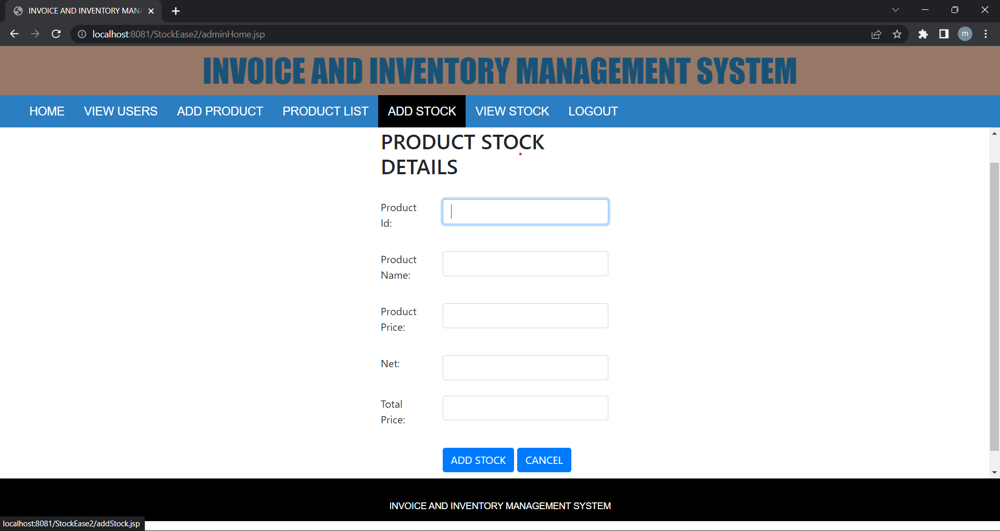 INVOICE AND INVENTORY MAN
localhost:8081/StockEase2/adminHome.jsp
m
INVOICE AND INVENTORY MANAGEMENT SYSTEM
HOME VIEW USERS ADD PRODUCT PRODUCT LIST ADD STOCK VIEW STOCK LOGOUT
PRODUCT STOCK
DETAILS
Product
Id:
Product
Name:
Product
Price:
Net:
Total
Price:
ADD STOCK CANCEL
INVOICE AND INVENTORY MANAGEMENT SYSTEM
localhost:8081/StockEase2/addStock.jsp